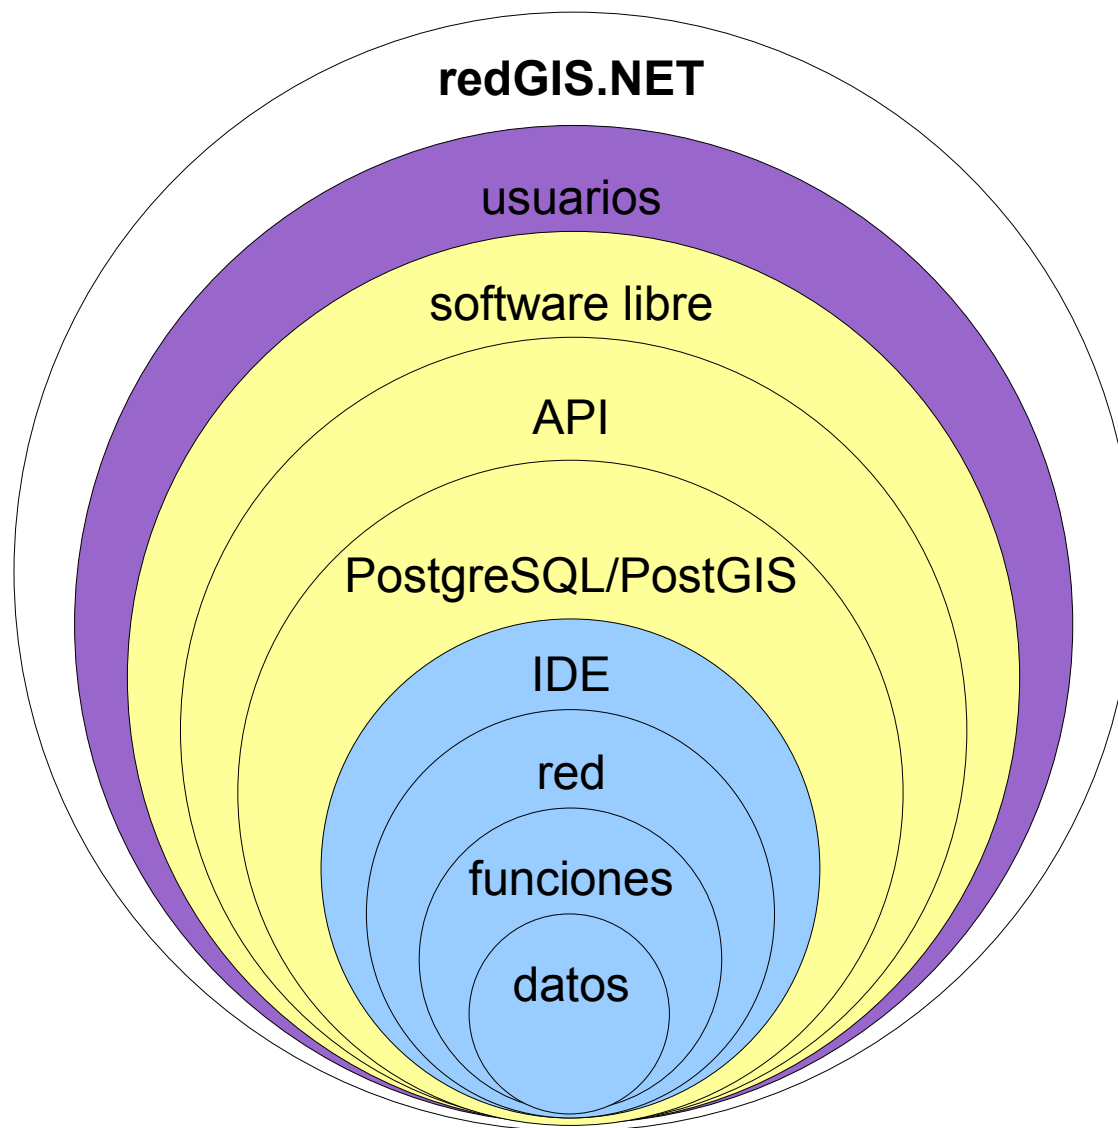 redGIS.NET
usuarios
software libre
API
PostgreSQL/PostGIS
IDE
red
funciones
datos